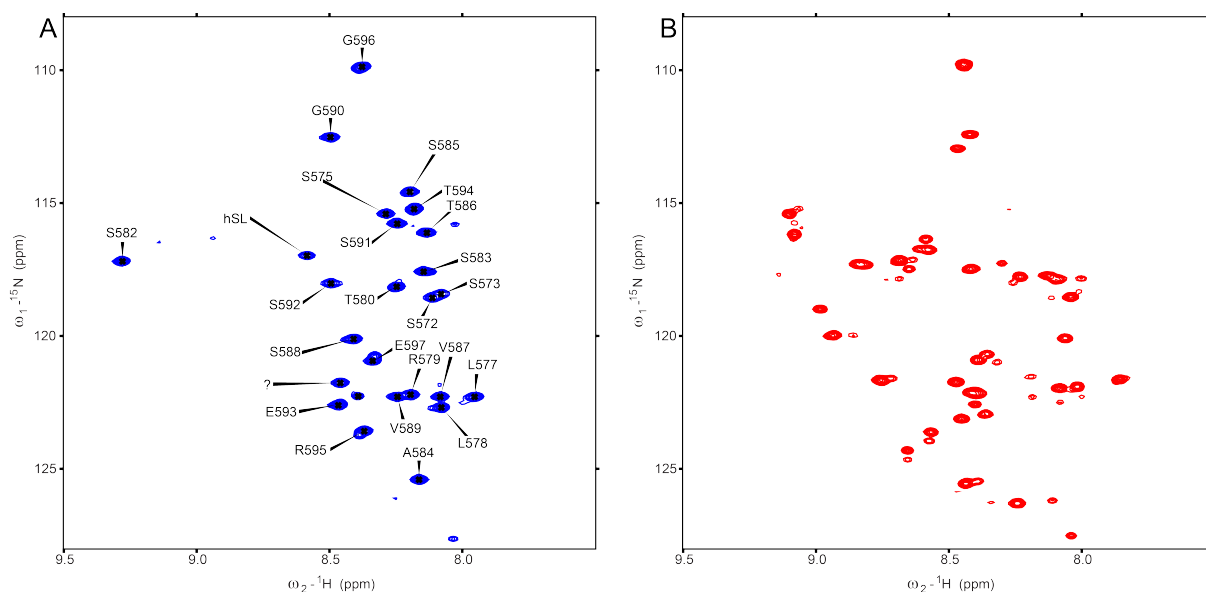 A
B
G596
G590
S585
S575
T594
T586
hSL
S591
S582
S583
S592
T580
S573
S572
S588
E597
V587
R579
L577
?
E593
V589
L578
R595
A584
110
115
120
125
9.5
9.0
8.5
8.0
ω1 - 15N (ppm)
ω2 - 1H (ppm)
110
115
120
125
9.5
9.0
8.5
8.0
ω1 - 15N (ppm)
ω2 - 1H (ppm)